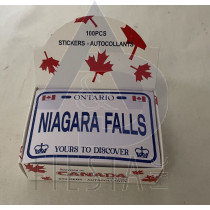 100PCS
STICKERS - AUTOCOLLANTS
ONTARIO
NIAGARA FALLS
YOURS TO DISCOVER
CANADA